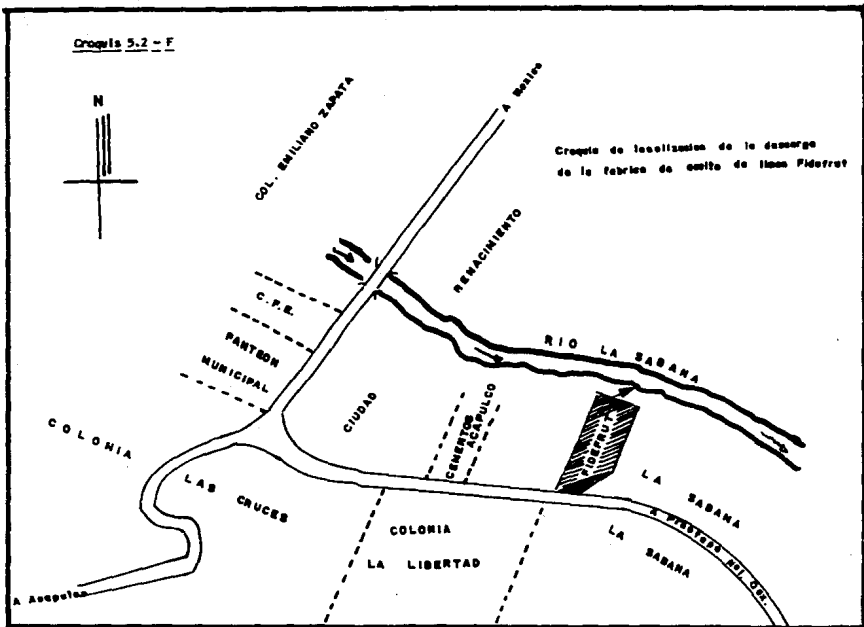 Croquis 5.2 - F
N
COL. EMILIANO ZAPATA
A Mexico
Croquis de localizacion de la descarga
de la fabrica de aceite de limon Fidefrut
RENACIMIENTO
C.F.E.
PANTEON
MUNICIPAL
RIO LA SABANA
CIUDAD
CEMENTOS
ACAPULCO
FIDEFRUT
COLONIA
LAS CRUCES
LA SABANA
COLONIA
LA LIBERTAD
LA SABANA
A Acapulco